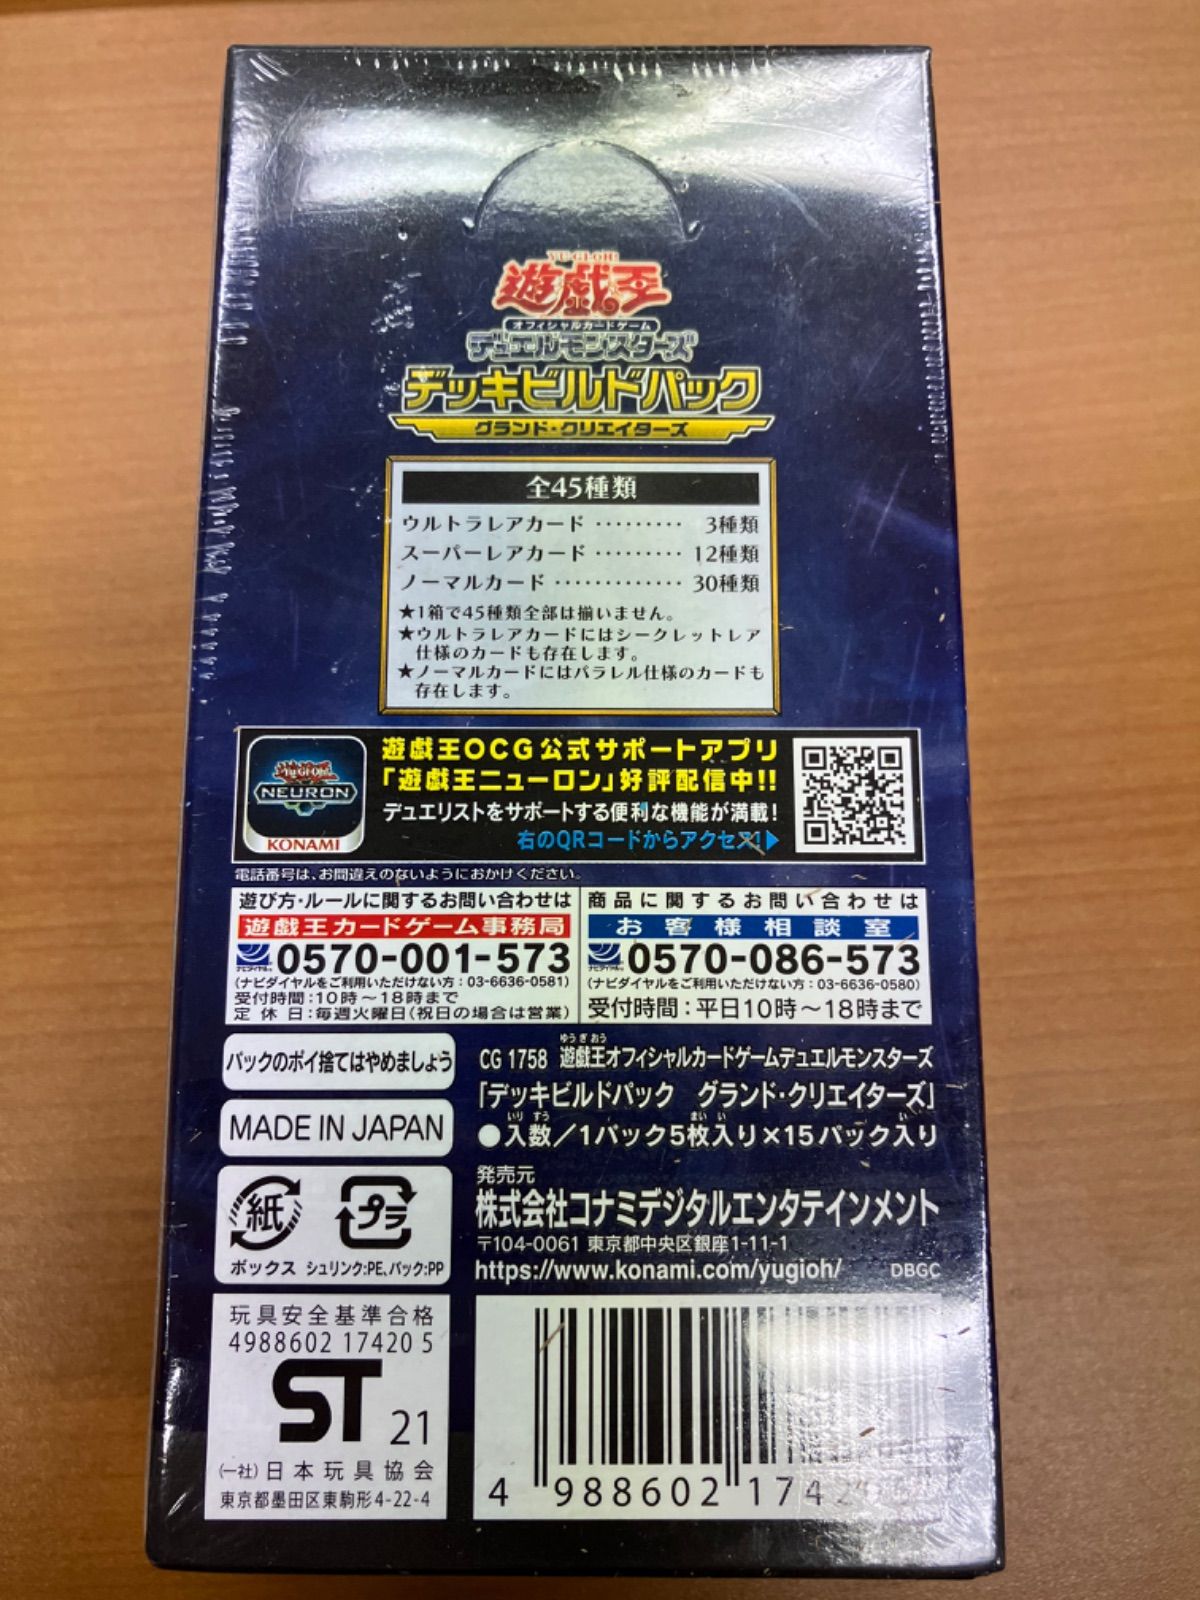 YU-GI-OH!
遊戯王
オフィシャルカードゲーム
デュエルモンスターズ
デッキビルドパック
グランド・クリエイターズ
全45種類
ウルトラレアカード ········· 3種類
スーパーレアカード ········· 12種類
ノーマルカード ············· 30種類
★1箱で45種類全部は揃いません。
★ウルトラレアカードにはシークレットレア
仕様のカードも存在します。
★ノーマルカードにはパラレル仕様のカードも
存在します。
Yu-Gi-Oh!
NEURON
KONAMI
遊戯王OCG公式サポートアプリ
「遊戯王ニューロン」好評配信中!!
デュエリストをサポートする便利な機能が満載!
右のQRコードからアクセス!▶
電話番号は、お間違えのないようにおかけください。
遊び方・ルールに関するお問い合わせは
遊戯王カードゲーム事務局
ナビダイヤル 0570-001-573
(ナビダイヤルをご利用いただけない方:03-6636-0581)
受付時間:10時〜18時まで
定休日:毎週火曜日(祝日の場合は営業)
商品に関するお問い合わせは
お客様相談室
ナビダイヤル 0570-086-573
(ナビダイヤルをご利用いただけない方:03-6636-0580)
受付時間:平日10時〜18時まで
パックのポイ捨てはやめましょう
MADE IN JAPAN
紙
ボックス
プラ
シュリンク:PE、パック:PP
ゆうぎおう
CG 1758 遊戯王オフィシャルカードゲームデュエルモンスターズ
「デッキビルドパック グランド・クリエイターズ」
いりすう まいい い
●入数/1パック5枚入り×15パック入り
発売元
株式会社コナミデジタルエンタテインメント
〒104-0061 東京都中央区銀座1-11-1
https://www.konami.com/yugioh/ DBGC
玩具安全基準合格
4988602 17420 5
ST 21
(一社)日本玩具協会
東京都墨田区東駒形4-22-4
4 988602 174